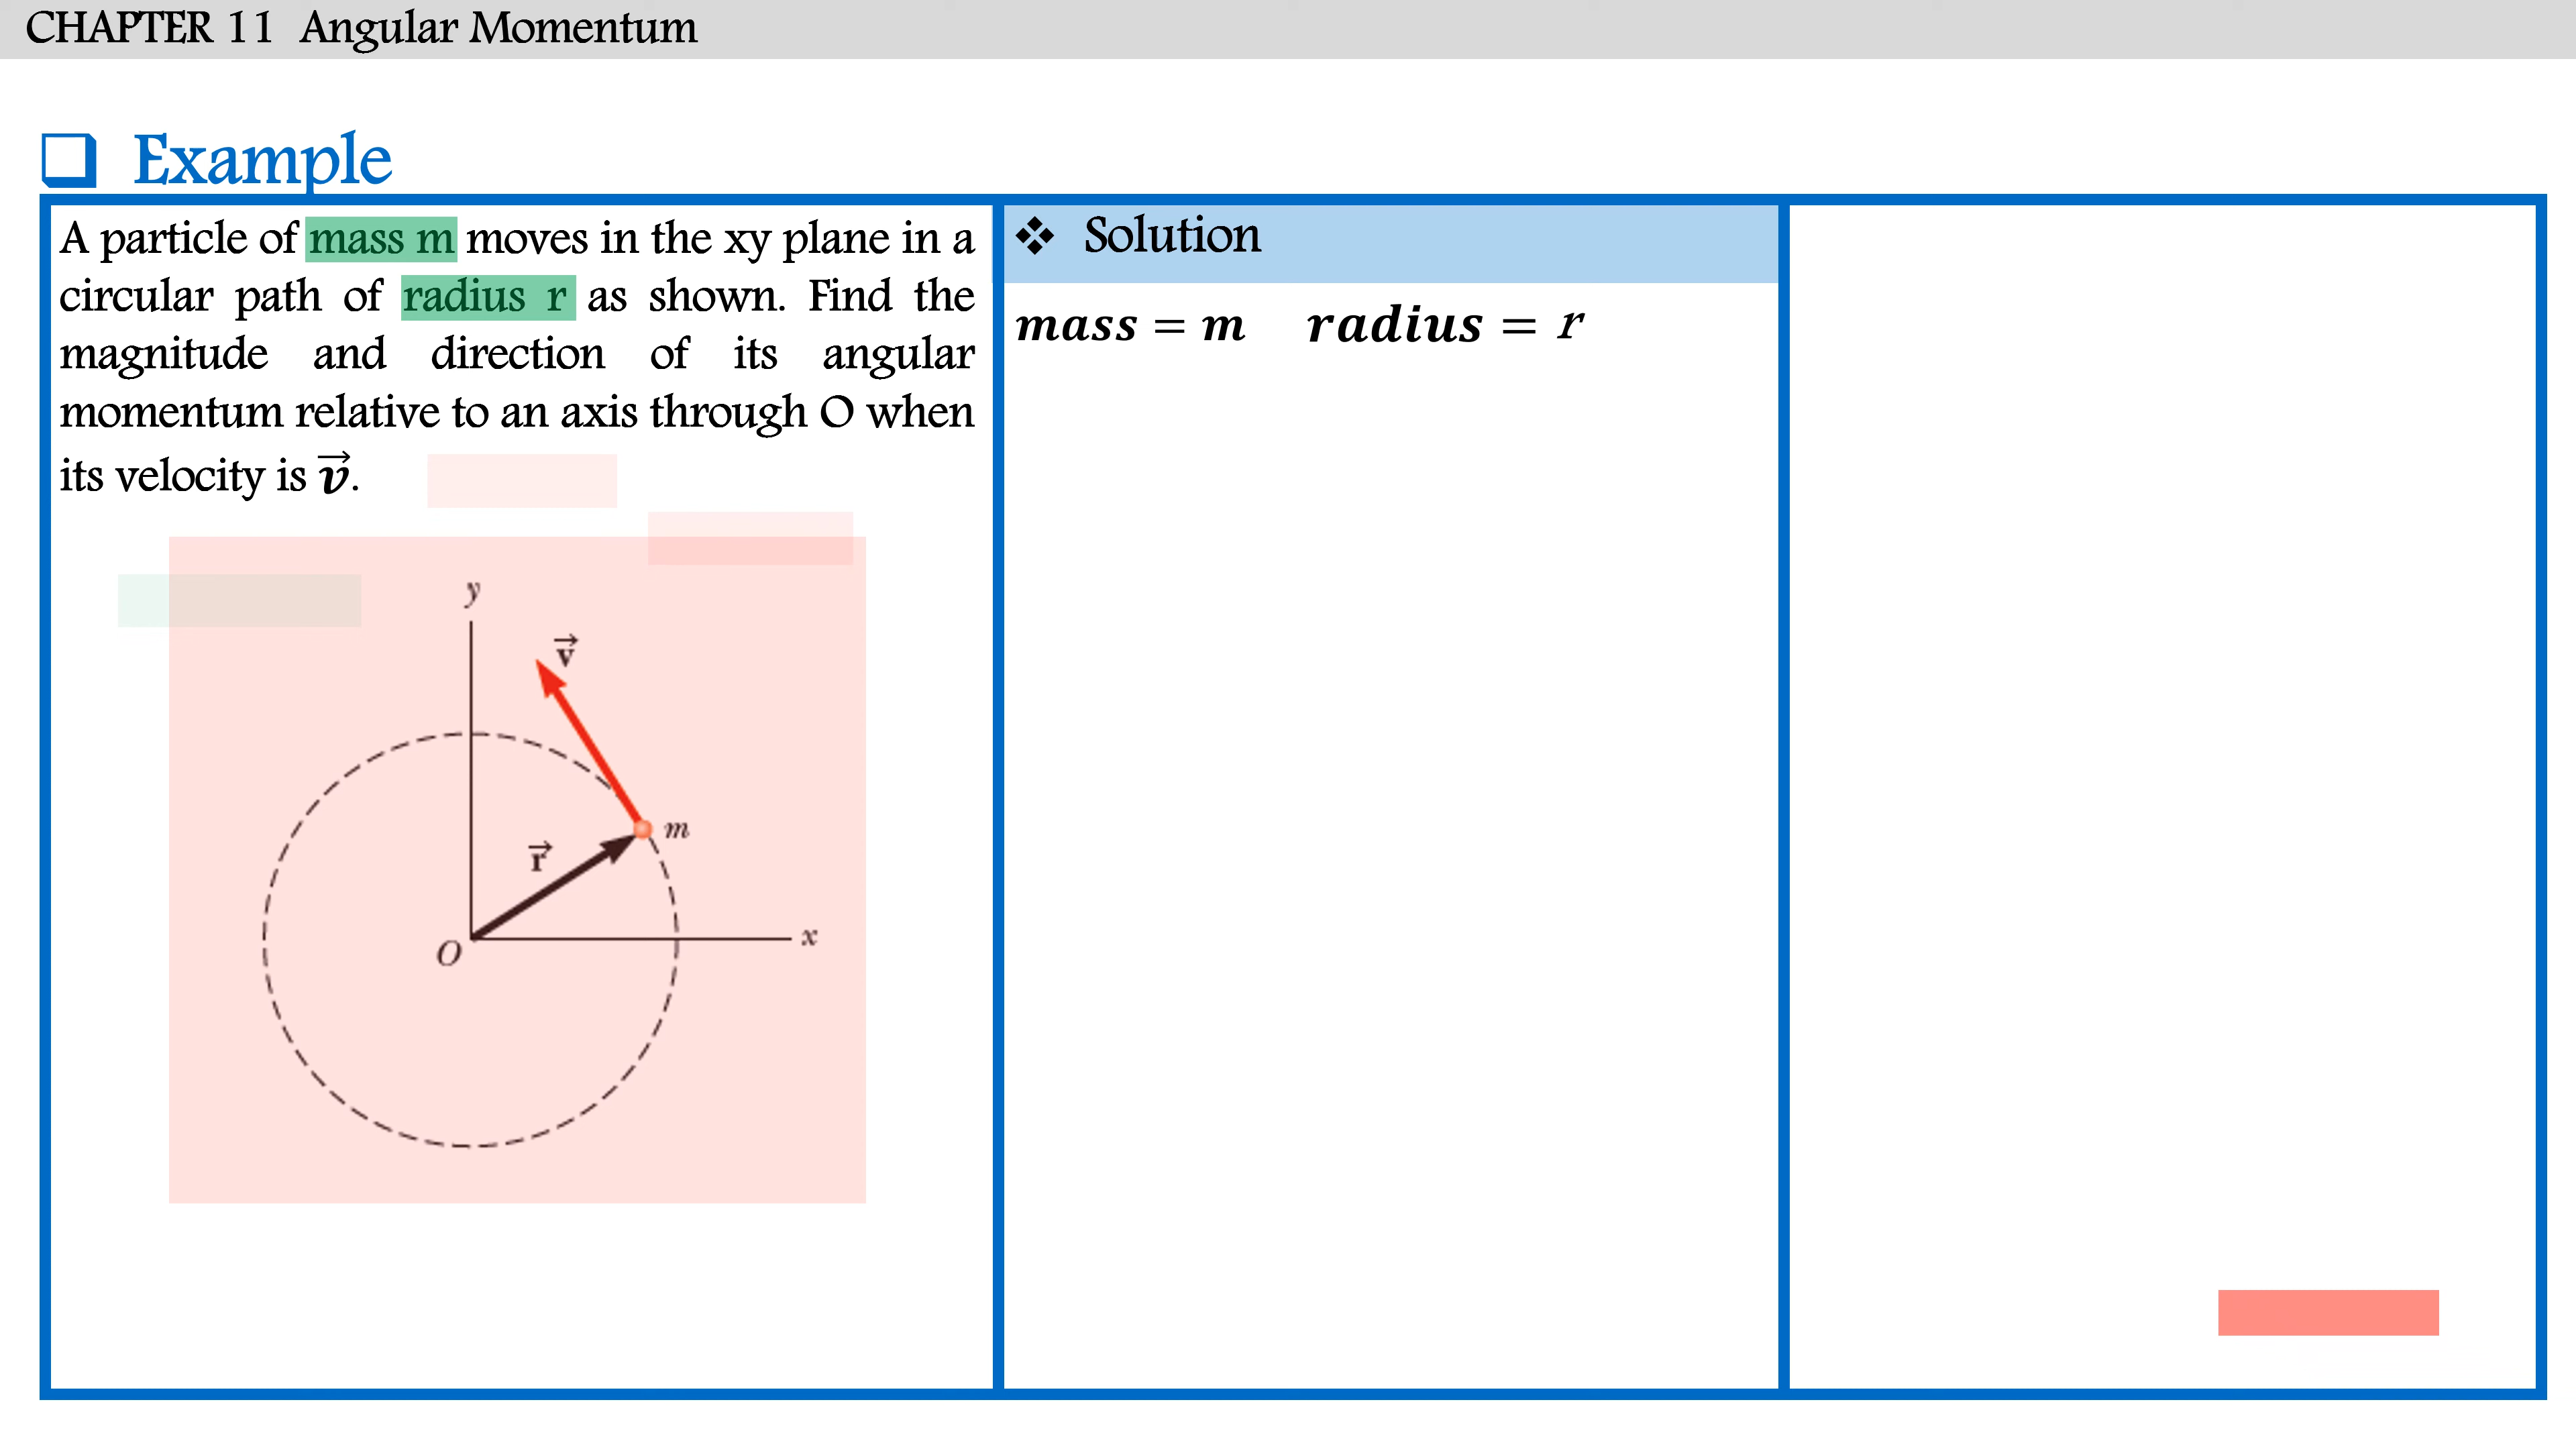 CHAPTER 11 Angular Momentum
❑ Example
A particle of mass m moves in the xy plane in a
circular path of radius r as shown. Find the
magnitude and direction of its angular
momentum relative to an axis through O when
its velocity is v⃗.
❖ Solution
mass = m radius = r
y
v⃗
m
r⃗
O
x